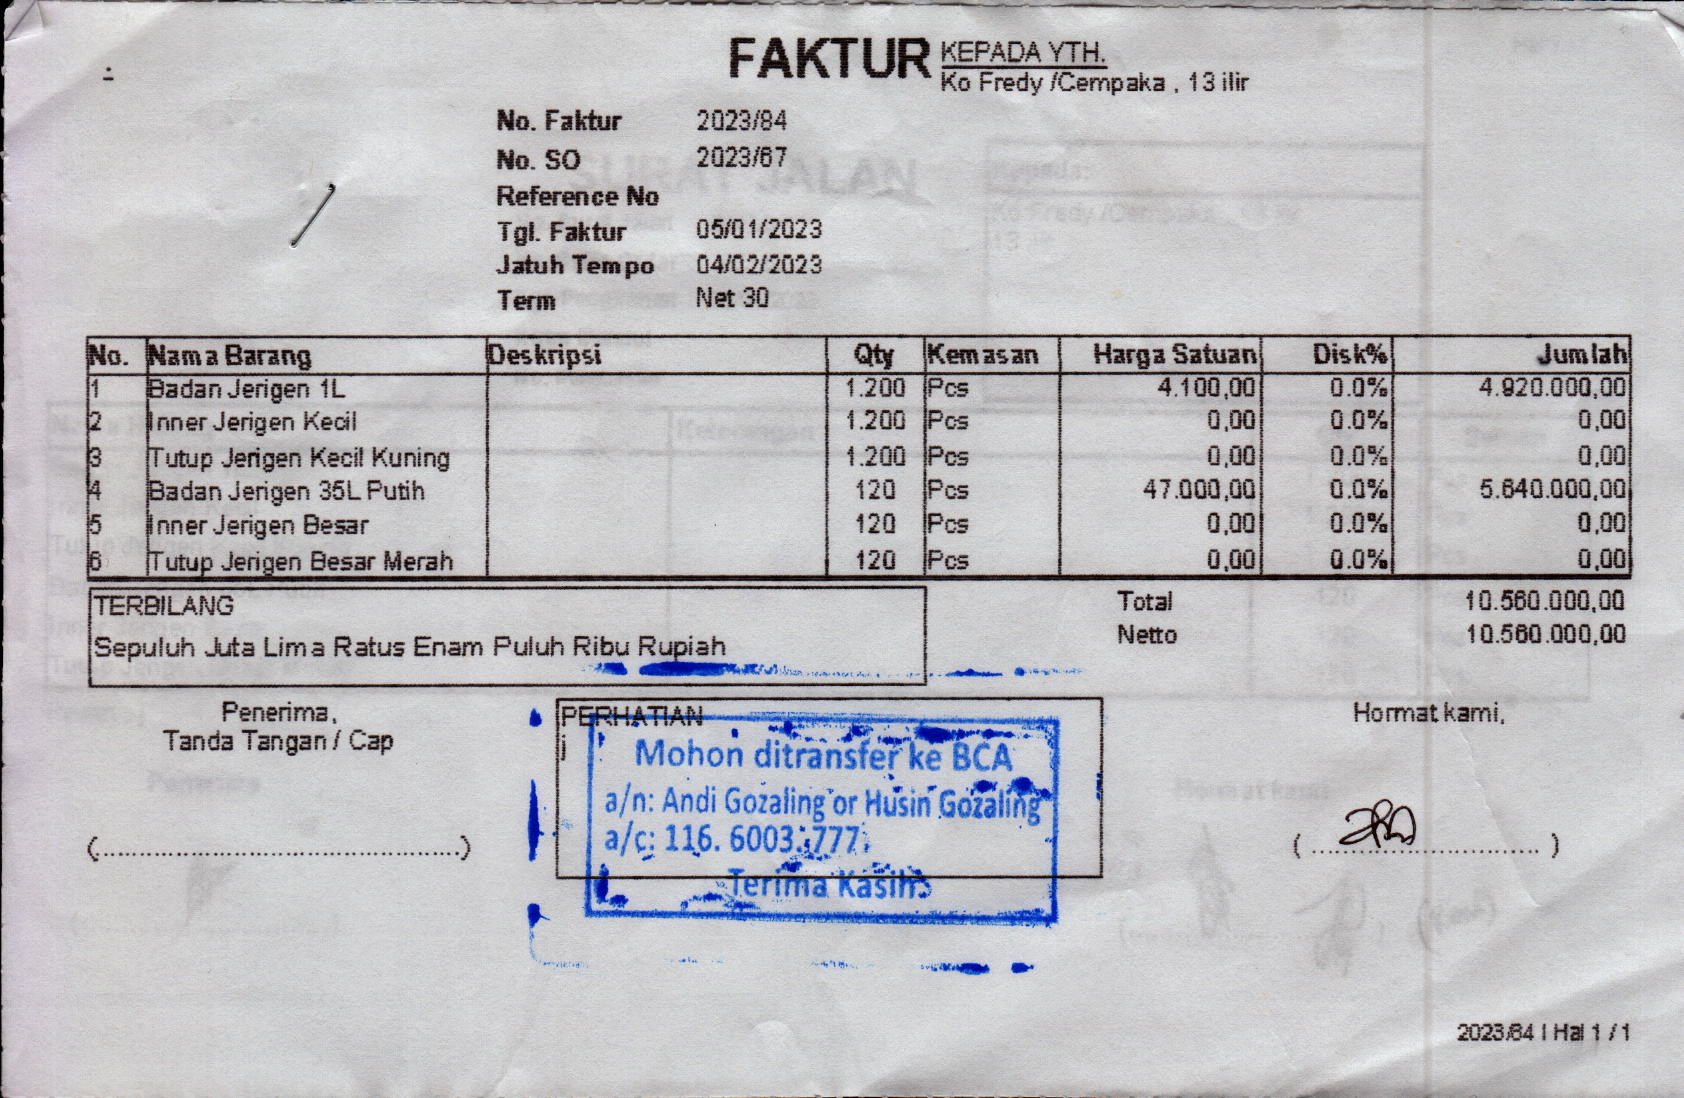 FAKTUR
KEPADA YTH.
Ko Fredy /Cempaka , 13 ilir
No. Faktur 2023/84
No. SO 2023/67
Reference No
Tgl. Faktur 05/01/2023
Jatuh Tempo 04/02/2023
Term Net 30
No. Nama Barang Deskripsi Qty Kemasan Harga Satuan Disk% Jumlah
1 Badan Jerigen 1L 1.200 Pcs 4.100,00 0.0% 4.920.000,00
2 Inner Jerigen Kecil 1.200 Pcs 0,00 0.0% 0,00
3 Tutup Jerigen Kecil Kuning 1.200 Pcs 0,00 0.0% 0,00
4 Badan Jerigen 35L Putih 120 Pcs 47.000,00 0.0% 5.640.000,00
5 Inner Jerigen Besar 120 Pcs 0,00 0.0% 0,00
6 Tutup Jerigen Besar Merah 120 Pcs 0,00 0.0% 0,00
TERBILANG
Sepuluh Juta Lima Ratus Enam Puluh Ribu Rupiah
Total 10.560.000,00
Netto 10.560.000,00
Penerima,
Tanda Tangan / Cap
(........................................)
PERHATIAN
j
Mohon ditransfer ke BCA
a/n: Andi Gozaling or Husin Gozaling
a/c: 116. 6003. 777
Terima Kasih
Hormat kami,
(........................................)
2023/84 | Hal 1 / 1